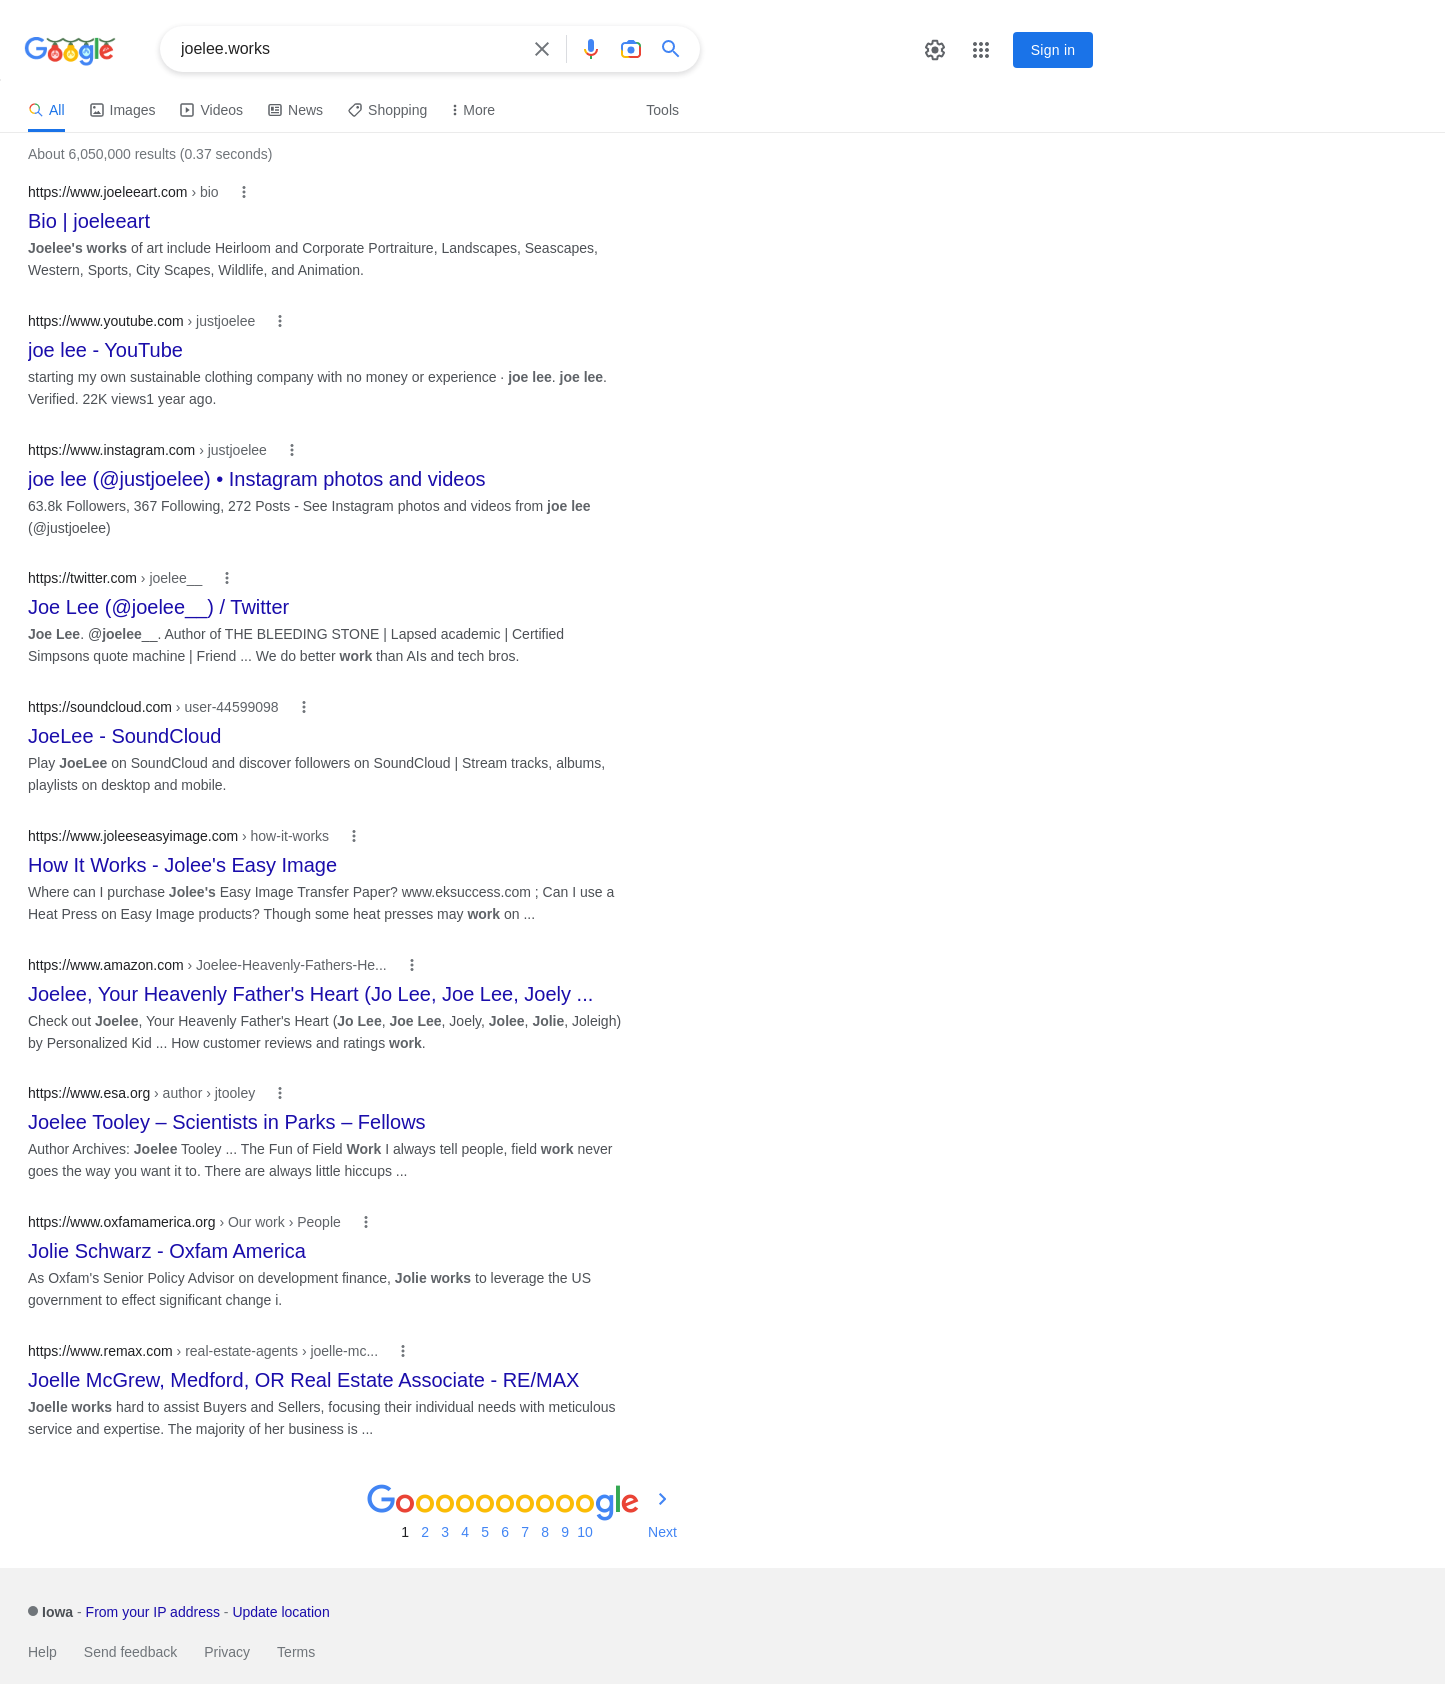 Google
joelee.works
Sign in
All Images Videos News Shopping More Tools
About 6,050,000 results (0.37 seconds)
https://www.joeleeart.com › bio
Bio | joeleeart
Joelee's works of art include Heirloom and Corporate Portraiture, Landscapes, Seascapes,
Western, Sports, City Scapes, Wildlife, and Animation.
https://www.youtube.com › justjoelee
joe lee - YouTube
starting my own sustainable clothing company with no money or experience · joe lee. joe lee.
Verified. 22K views1 year ago.
https://www.instagram.com › justjoelee
joe lee (@justjoelee) • Instagram photos and videos
63.8k Followers, 367 Following, 272 Posts - See Instagram photos and videos from joe lee
(@justjoelee)
https://twitter.com › joelee__
Joe Lee (@joelee__) / Twitter
Joe Lee. @joelee__. Author of THE BLEEDING STONE | Lapsed academic | Certified
Simpsons quote machine | Friend ... We do better work than AIs and tech bros.
https://soundcloud.com › user-44599098
JoeLee - SoundCloud
Play JoeLee on SoundCloud and discover followers on SoundCloud | Stream tracks, albums,
playlists on desktop and mobile.
https://www.joleeseasyimage.com › how-it-works
How It Works - Jolee's Easy Image
Where can I purchase Jolee's Easy Image Transfer Paper? www.eksuccess.com ; Can I use a
Heat Press on Easy Image products? Though some heat presses may work on ...
https://www.amazon.com › Joelee-Heavenly-Fathers-He...
Joelee, Your Heavenly Father's Heart (Jo Lee, Joe Lee, Joely ...
Check out Joelee, Your Heavenly Father's Heart (Jo Lee, Joe Lee, Joely, Jolee, Jolie, Joleigh)
by Personalized Kid ... How customer reviews and ratings work.
https://www.esa.org › author › jtooley
Joelee Tooley – Scientists in Parks – Fellows
Author Archives: Joelee Tooley ... The Fun of Field Work I always tell people, field work never
goes the way you want it to. There are always little hiccups ...
https://www.oxfamamerica.org › Our work › People
Jolie Schwarz - Oxfam America
As Oxfam's Senior Policy Advisor on development finance, Jolie works to leverage the US
government to effect significant change i.
https://www.remax.com › real-estate-agents › joelle-mc...
Joelle McGrew, Medford, OR Real Estate Associate - RE/MAX
Joelle works hard to assist Buyers and Sellers, focusing their individual needs with meticulous
service and expertise. The majority of her business is ...
Goooooooooogle
1 2 3 4 5 6 7 8 9 10 Next
Iowa - From your IP address - Update location
Help Send feedback Privacy Terms